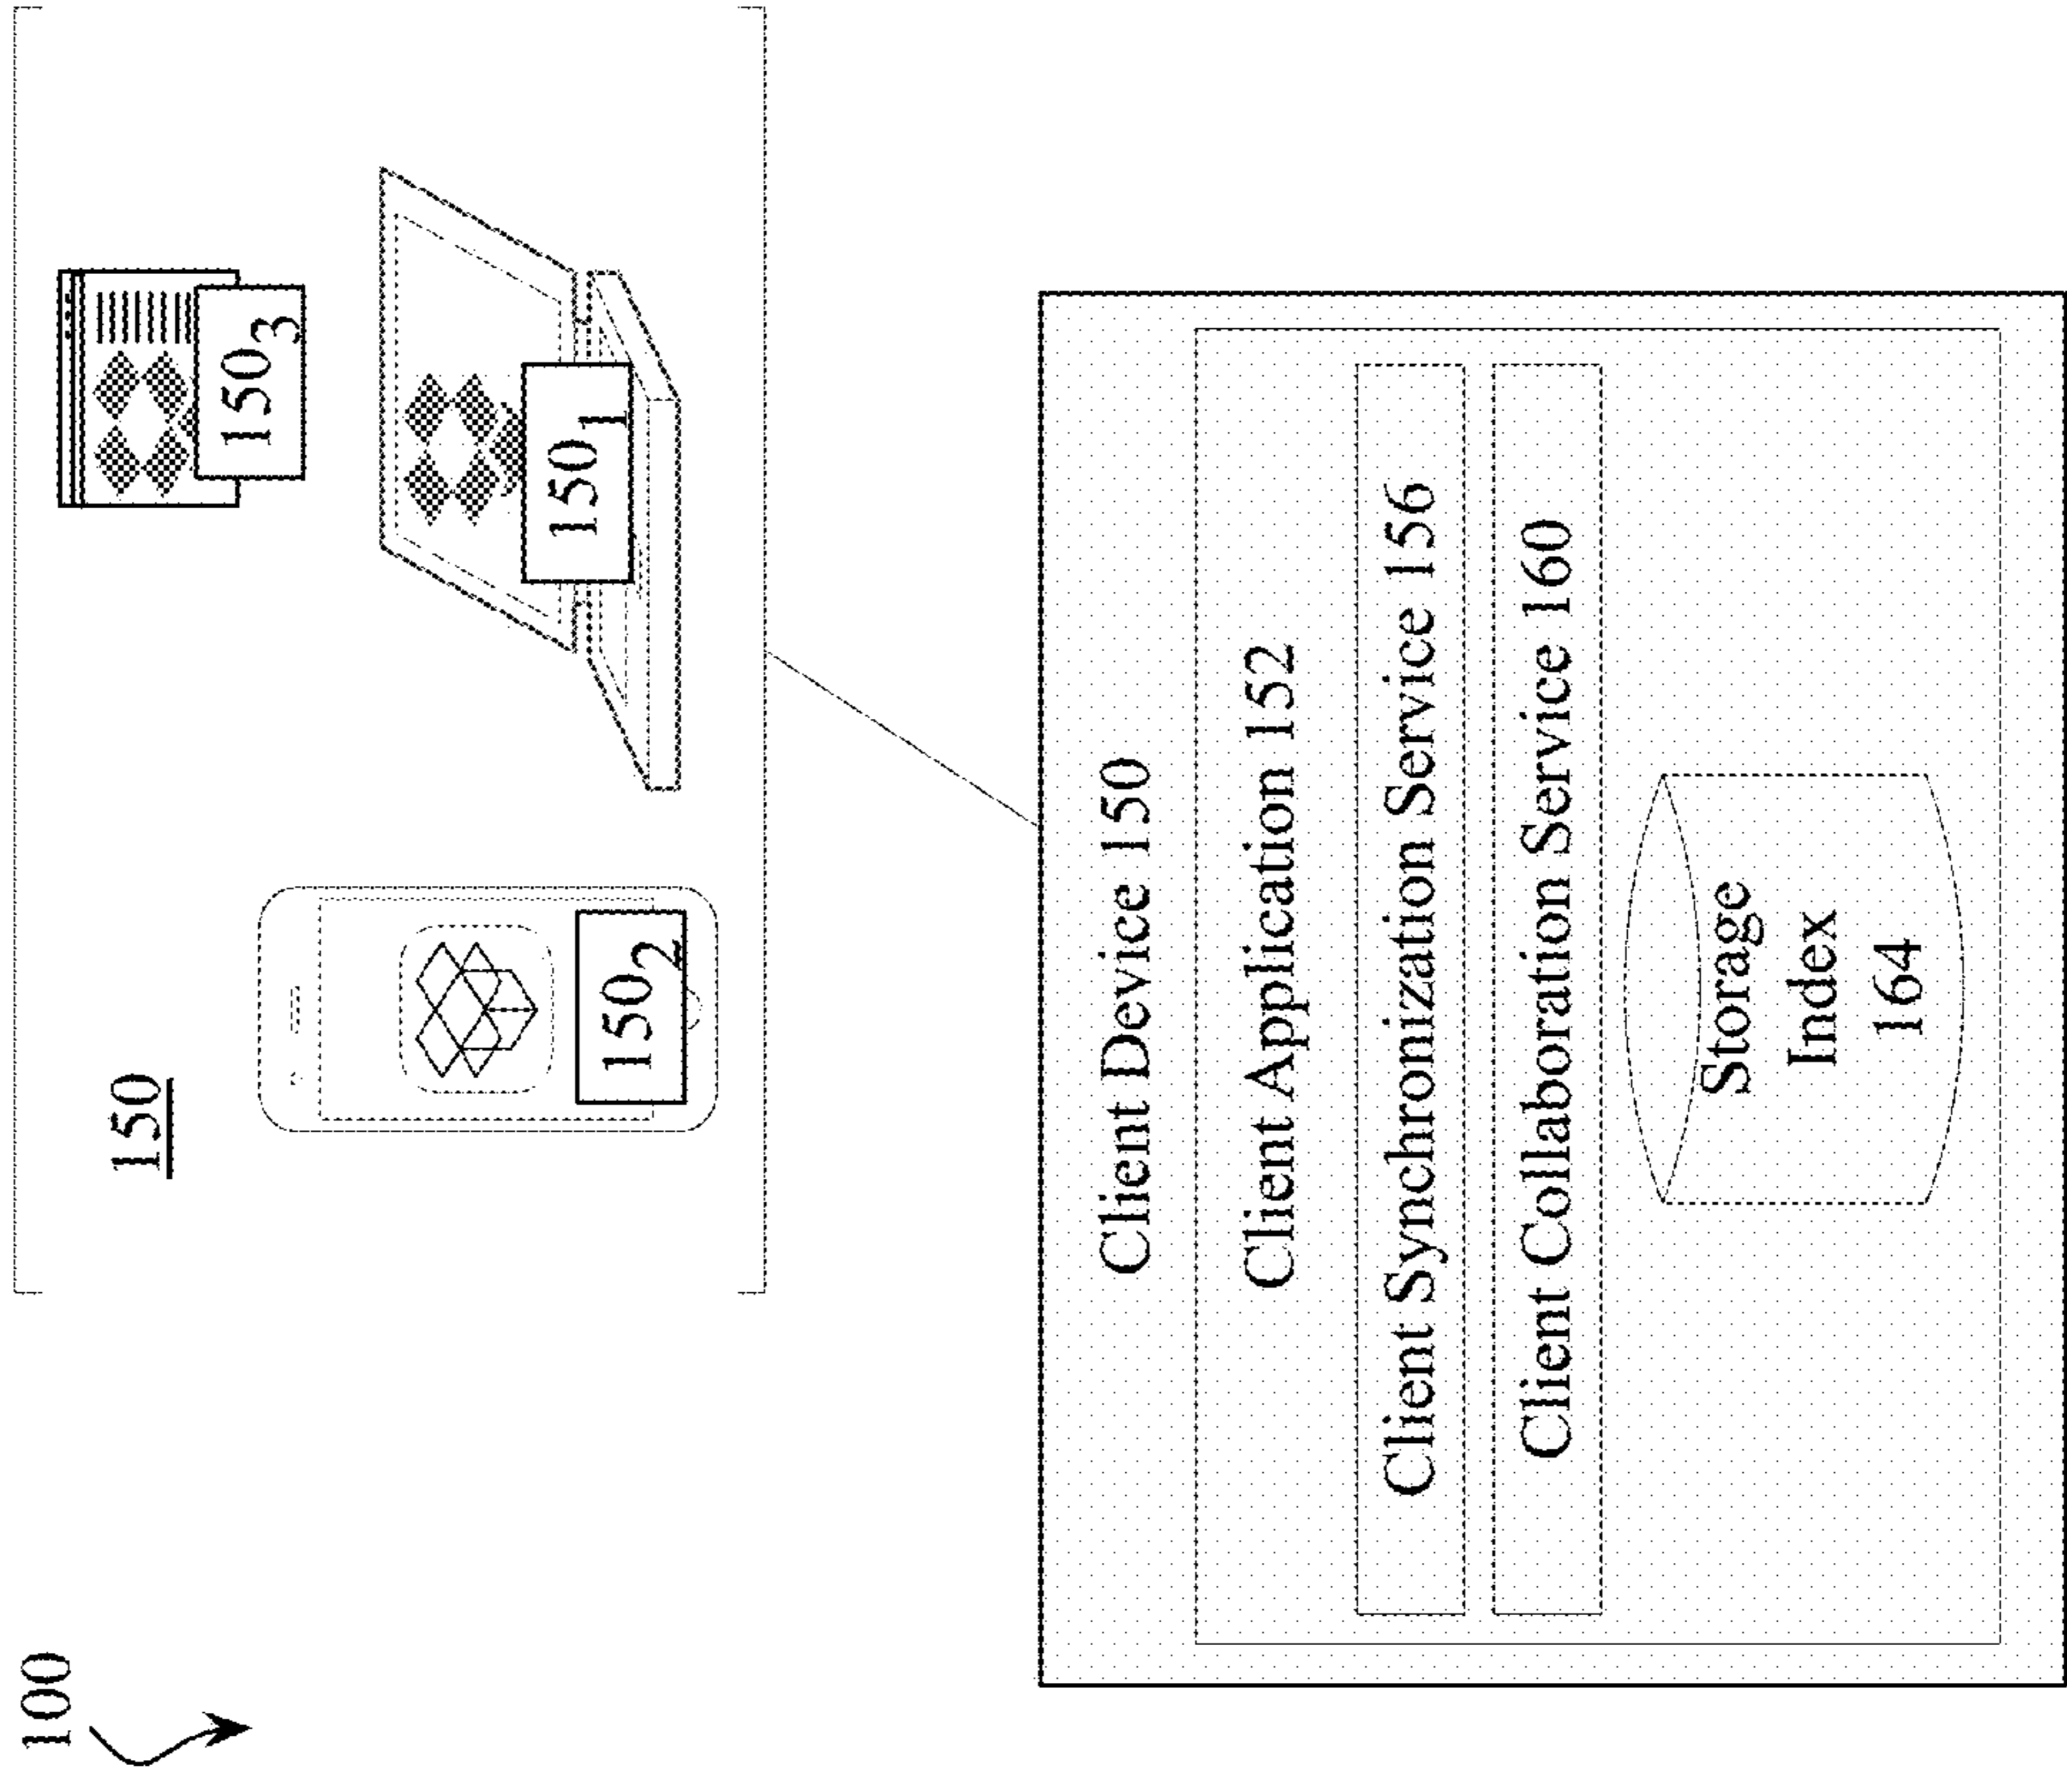 100
150
150₂
150₁
150₃
Client Device 150
Client Application 152
Client Synchronization Service 156
Client Collaboration Service 160
Storage
Index
164